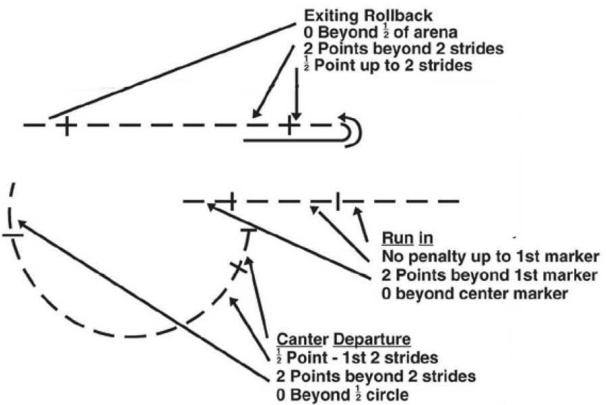 Exiting Rollback
0 Beyond ½ of arena
2 Points beyond 2 strides
½ Point up to 2 strides
Run in
No penalty up to 1st marker
2 Points beyond 1st marker
0 beyond center marker
Canter Departure
½ Point - 1st 2 strides
2 Points beyond 2 strides
0 Beyond ½ circle